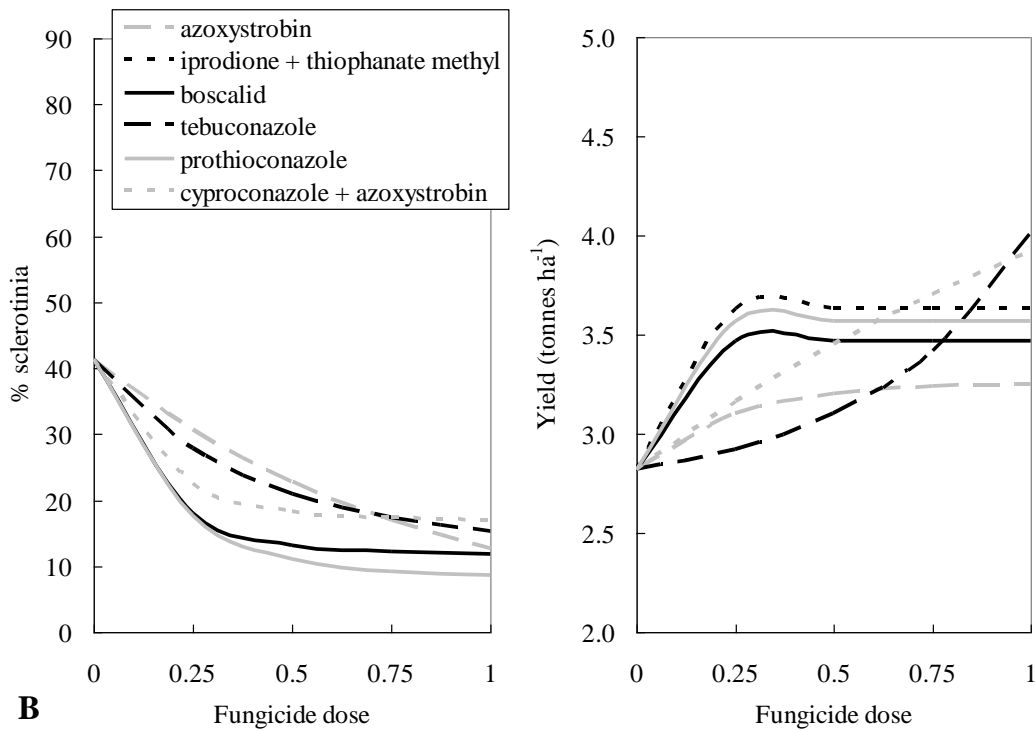 azoxystrobin
iprodione + thiophanate methyl
boscalid
tebuconazole
prothioconazole
cyproconazole + azoxystrobin
% sclerotinia
90
80
70
60
50
40
30
20
10
0
0 0.25 0.5 0.75 1
Fungicide dose
Yield (tonnes ha-1)
5.0
4.5
4.0
3.5
3.0
2.5
2.0
0 0.25 0.5 0.75 1
Fungicide dose
B